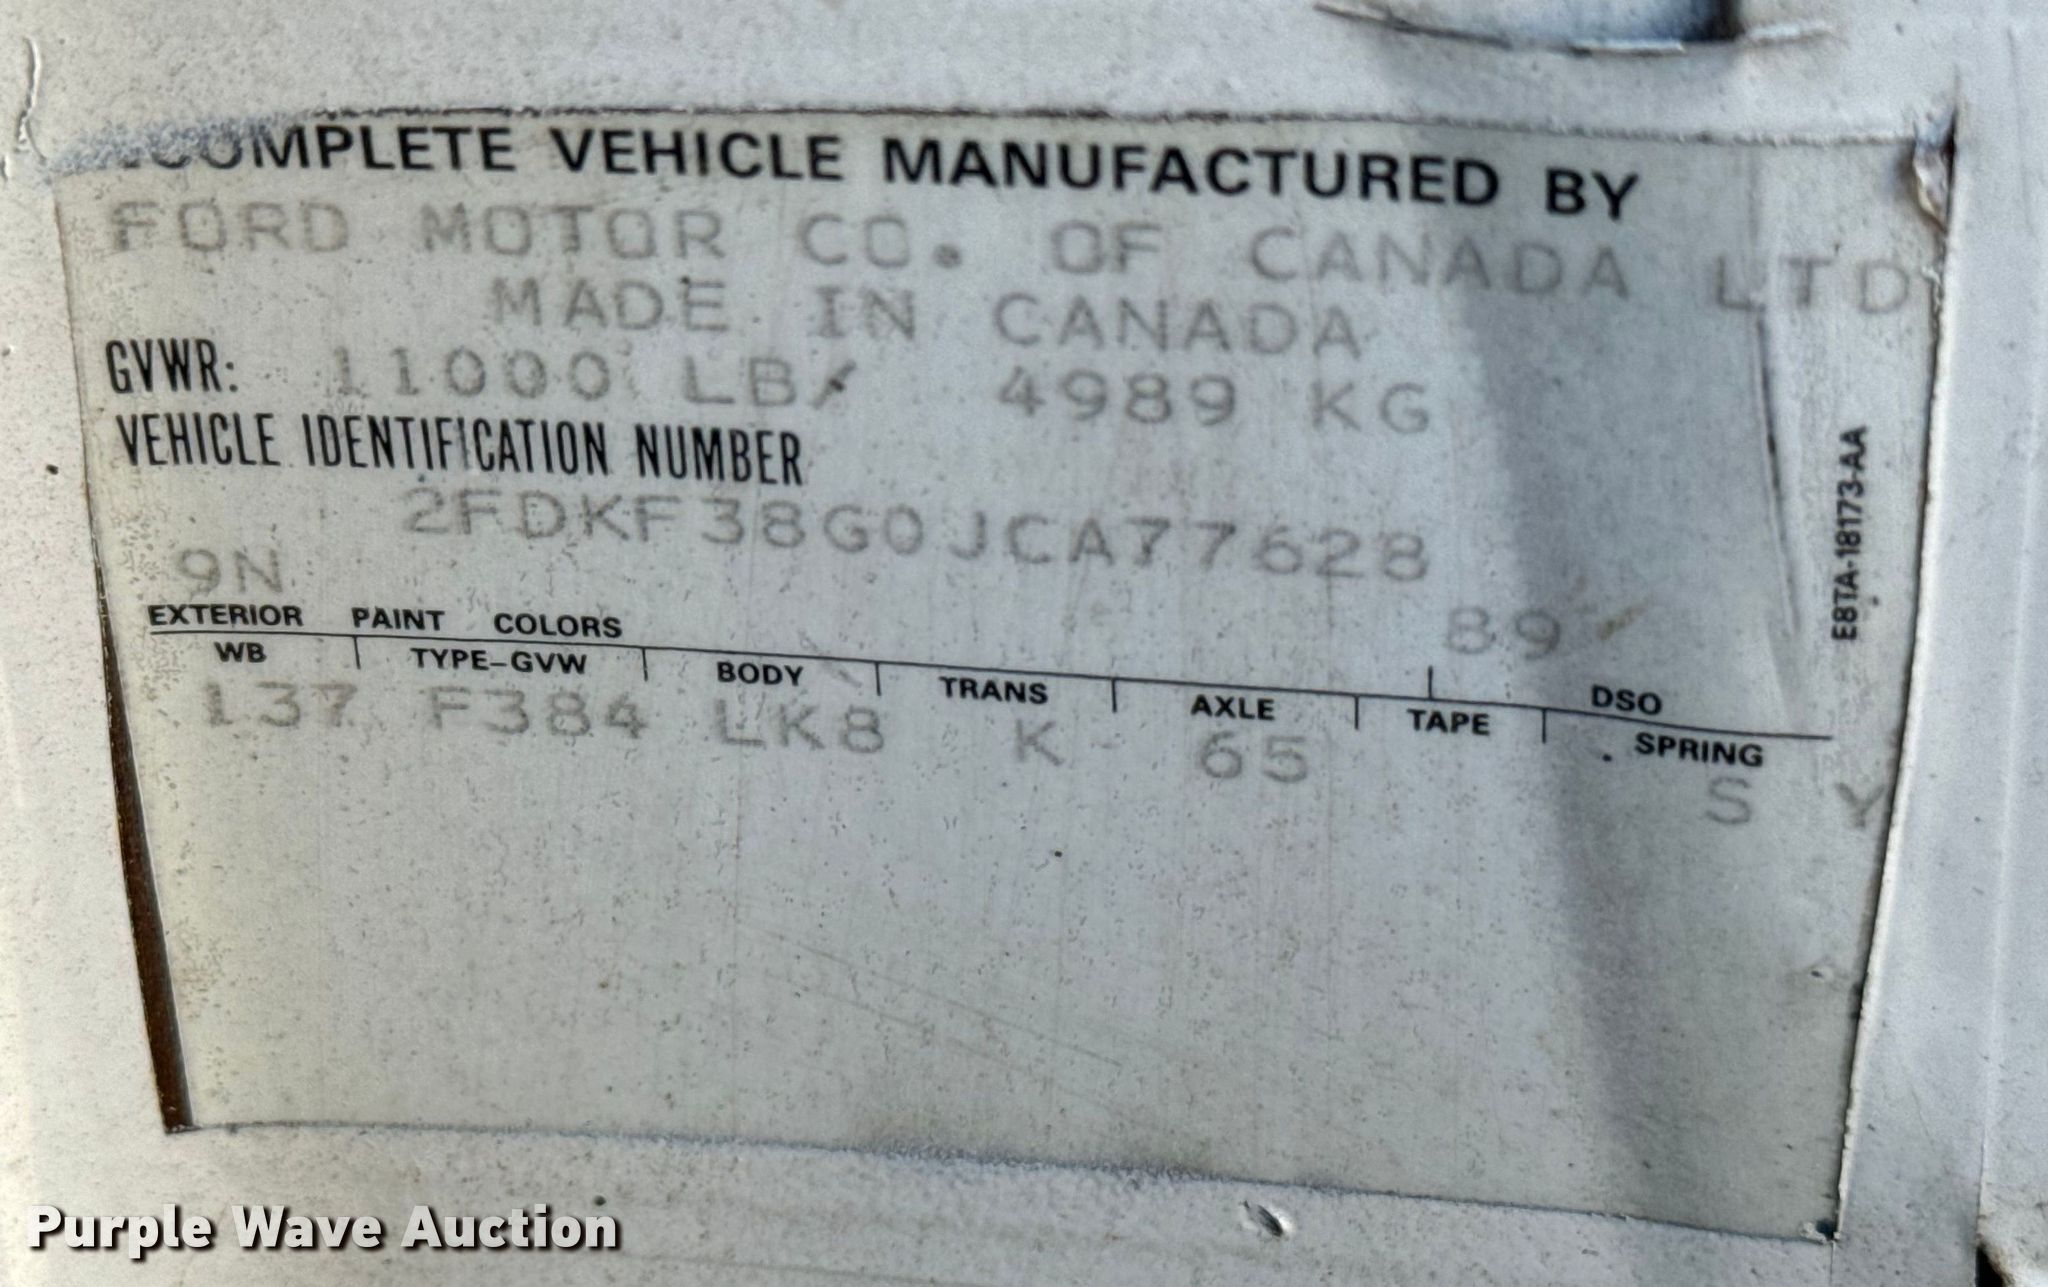 COMPLETE VEHICLE MANUFACTURED BY
FORD MOTOR CO. OF CANADA LTD
MADE IN CANADA
GVWR: 11000 LB/ 4989 KG
VEHICLE IDENTIFICATION NUMBER
2FDKF38G0JCA77628
9N
EXTERIOR PAINT COLORS
89
DSO
WB TYPE-GVW BODY TRANS AXLE TAPE SPRING
137 F384 LK8 K 65 S Y
E8TA-18173-AA
Purple Wave Auction